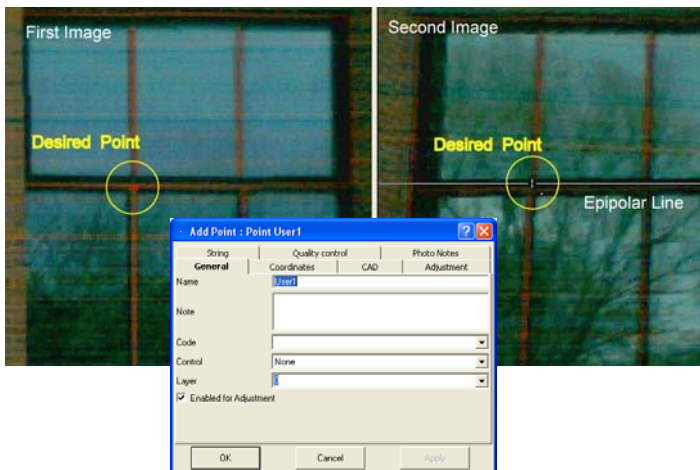 First Image
Desired Point
Second Image
Desired Point
Epipolar Line
Add Point : Point User1
String Quality control Photo Notes
General Coordinates CAD Adjustment
Name User1
Note
Code
Control None
Layer 0
Enabled for Adjustment
OK Cancel Apply